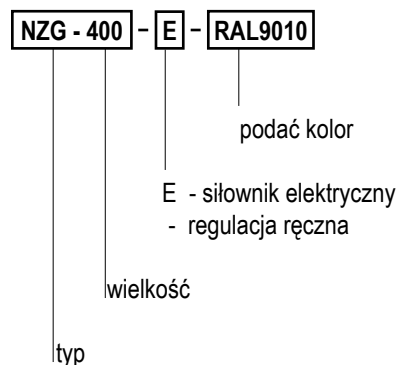 NZG - 400 - E - RAL9010
podać kolor
E - siłownik elektryczny
- regulacja ręczna
wielkość
typ